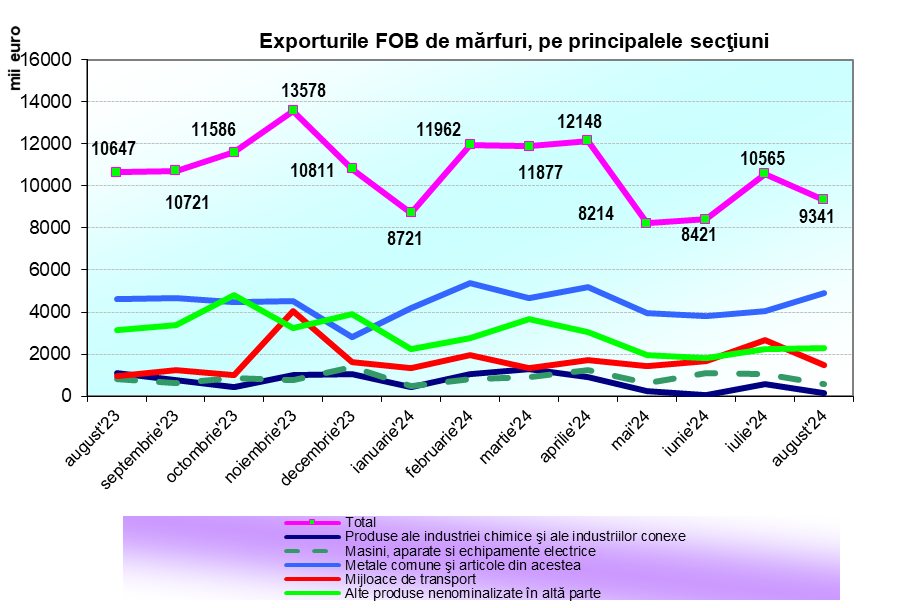 Exporturile FOB de mărfuri, pe principalele secţiuni
mii euro
16000
14000
12000
10000
8000
6000
4000
2000
0
10647
10721
11586
13578
10811
8721
11962
11877
12148
8214
8421
10565
9341
august'23
septembrie'23
octombrie'23
noiembrie'23
decembrie'23
ianuarie'24
februarie'24
martie'24
aprilie'24
mai'24
iunie'24
iulie'24
august'24
Total
Produse ale industriei chimice şi ale industriilor conexe
Masini, aparate si echipamente electrice
Metale comune şi articole din acestea
Mijloace de transport
Alte produse nenominalizate în altă parte